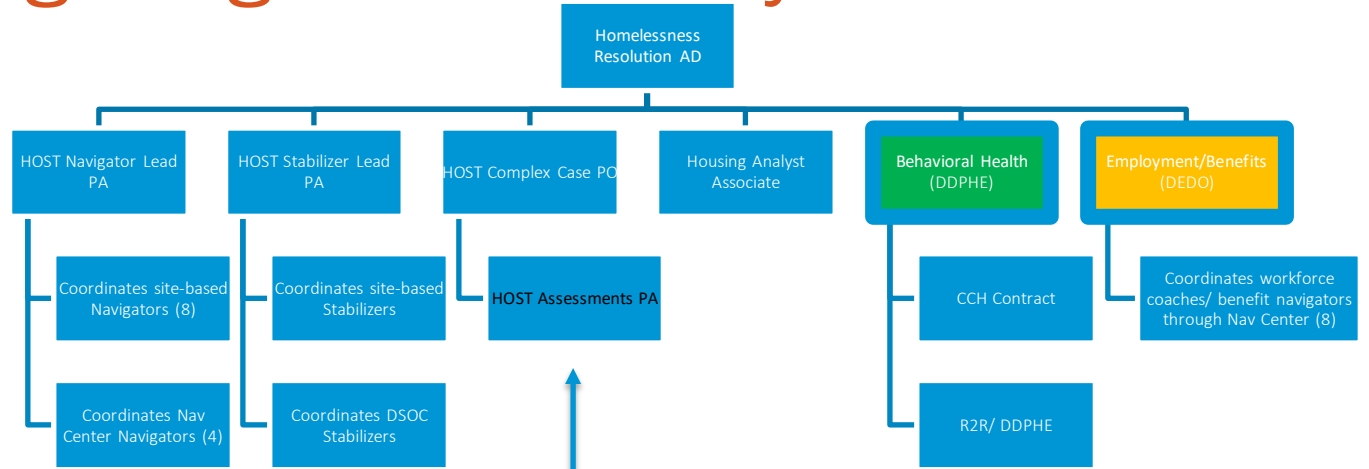 Homelessness
Resolution AD
HOST Navigator Lead
PA
HOST Stabilizer Lead
PA
HOST Complex Case PO
Housing Analyst
Associate
Behavioral Health
(DDPHE)
Employment/Benefits
(DEDO)
Coordinates site-based
Navigators (8)
Coordinates site-based
Stabilizers
HOST Assessments PA
CCH Contract
Coordinates workforce
coaches/ benefit navigators
through Nav Center (8)
Coordinates Nav
Center Navigators (4)
Coordinates DSOC
Stabilizers
R2R/ DDPHE